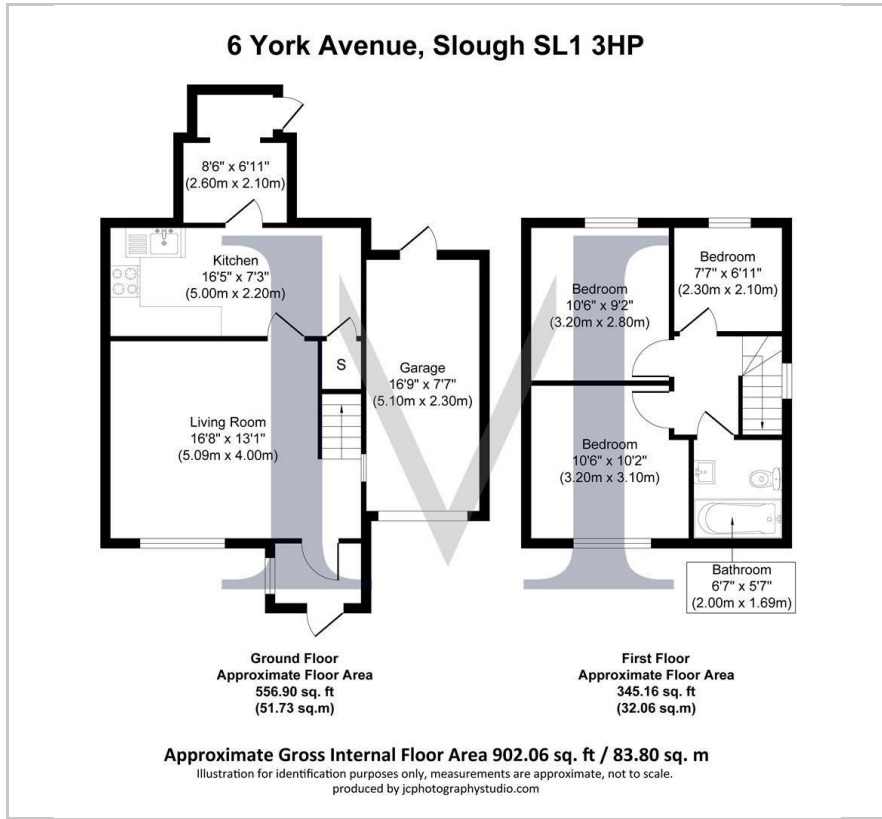 6 York Avenue, Slough SL1 3HP
8'6" x 6'11"
(2.60m x 2.10m)
Kitchen
16'5" x 7'3"
(5.00m x 2.20m)
S
Living Room
16'8" x 13'1"
(5.09m x 4.00m)
Garage
16'9" x 7'7"
(5.10m x 2.30m)
Bedroom
10'6" x 9'2"
(3.20m x 2.80m)
Bedroom
7'7" x 6'11"
(2.30m x 2.10m)
Bedroom
10'6" x 10'2"
(3.20m x 3.10m)
Bathroom
6'7" x 5'7"
(2.00m x 1.69m)
Ground Floor
Approximate Floor Area
556.90 sq. ft
(51.73 sq.m)
First Floor
Approximate Floor Area
345.16 sq. ft
(32.06 sq.m)
Approximate Gross Internal Floor Area 902.06 sq. ft / 83.80 sq. m
Illustration for identification purposes only, measurements are approximate, not to scale.
produced by jcphotographystudio.com